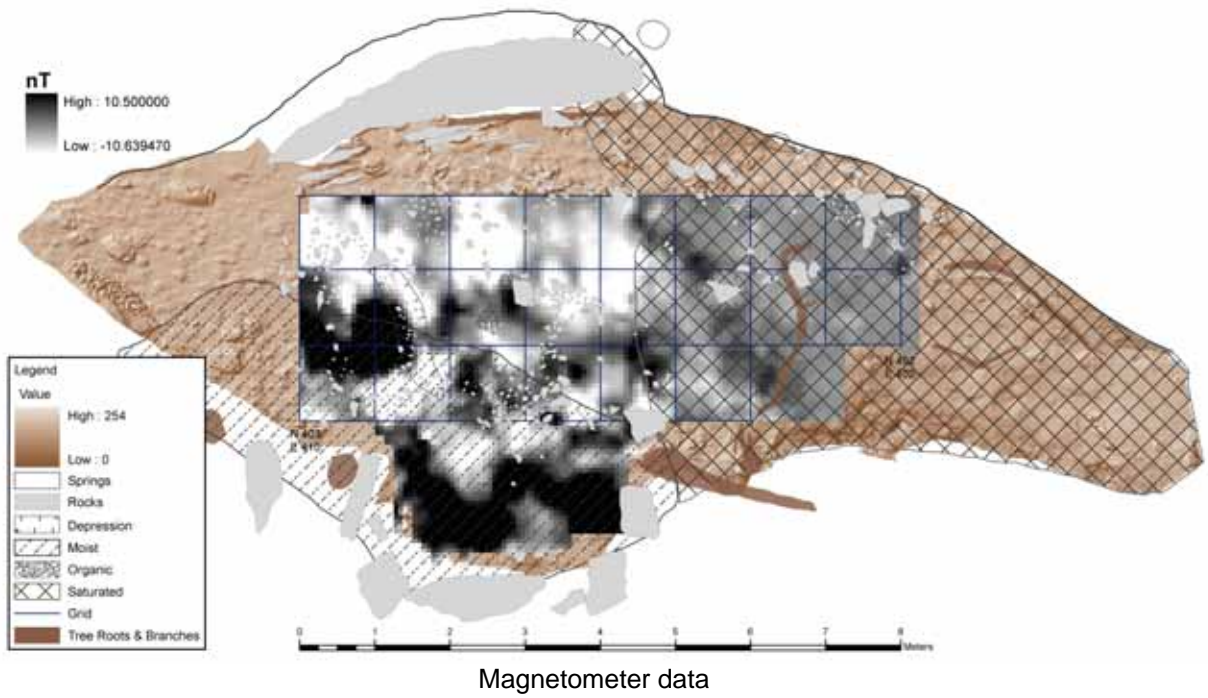 nT
High : 10.500000
Low : -10.639470
Legend
Value
High : 254
Low : 0
Springs
Rocks
Depression
Moist
Organic
Saturated
Grid
Tree Roots & Branches
0 1 2 3 4 5 6 7 8
Meters
Magnetometer data